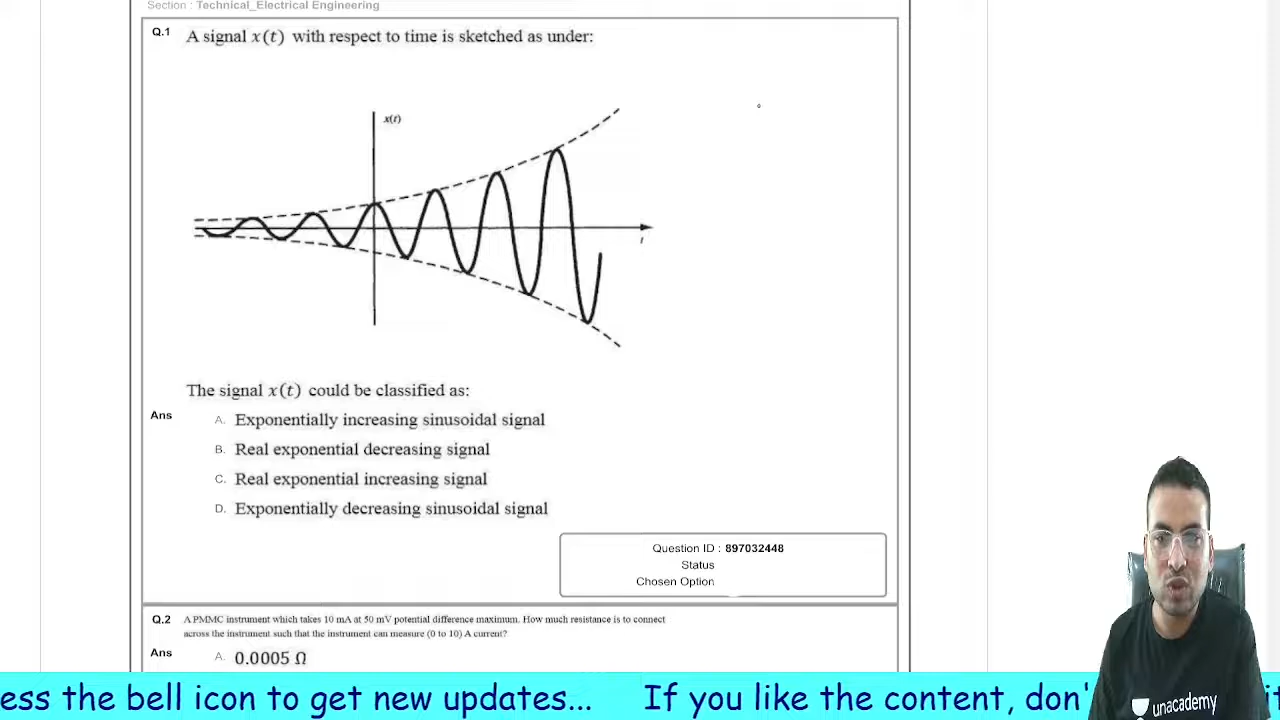 Section : Technical_Electrical Engineering
Q.1 A signal x(t) with respect to time is sketched as under:
x(t)
t
The signal x(t) could be classified as:
Ans A. Exponentially increasing sinusoidal signal
B. Real exponential decreasing signal
C. Real exponential increasing signal
D. Exponentially decreasing sinusoidal signal
Question ID : 897032448
Status
Chosen Option
Q.2 A PMMC instrument which takes 10 mA at 50 mV potential difference maximum. How much resistance is to connect
across the instrument such that the instrument can measure (0 to 10) A current?
Ans A. 0.0005 Ω
unacademy
ess the bell icon to get new updates... If you like the content, don'